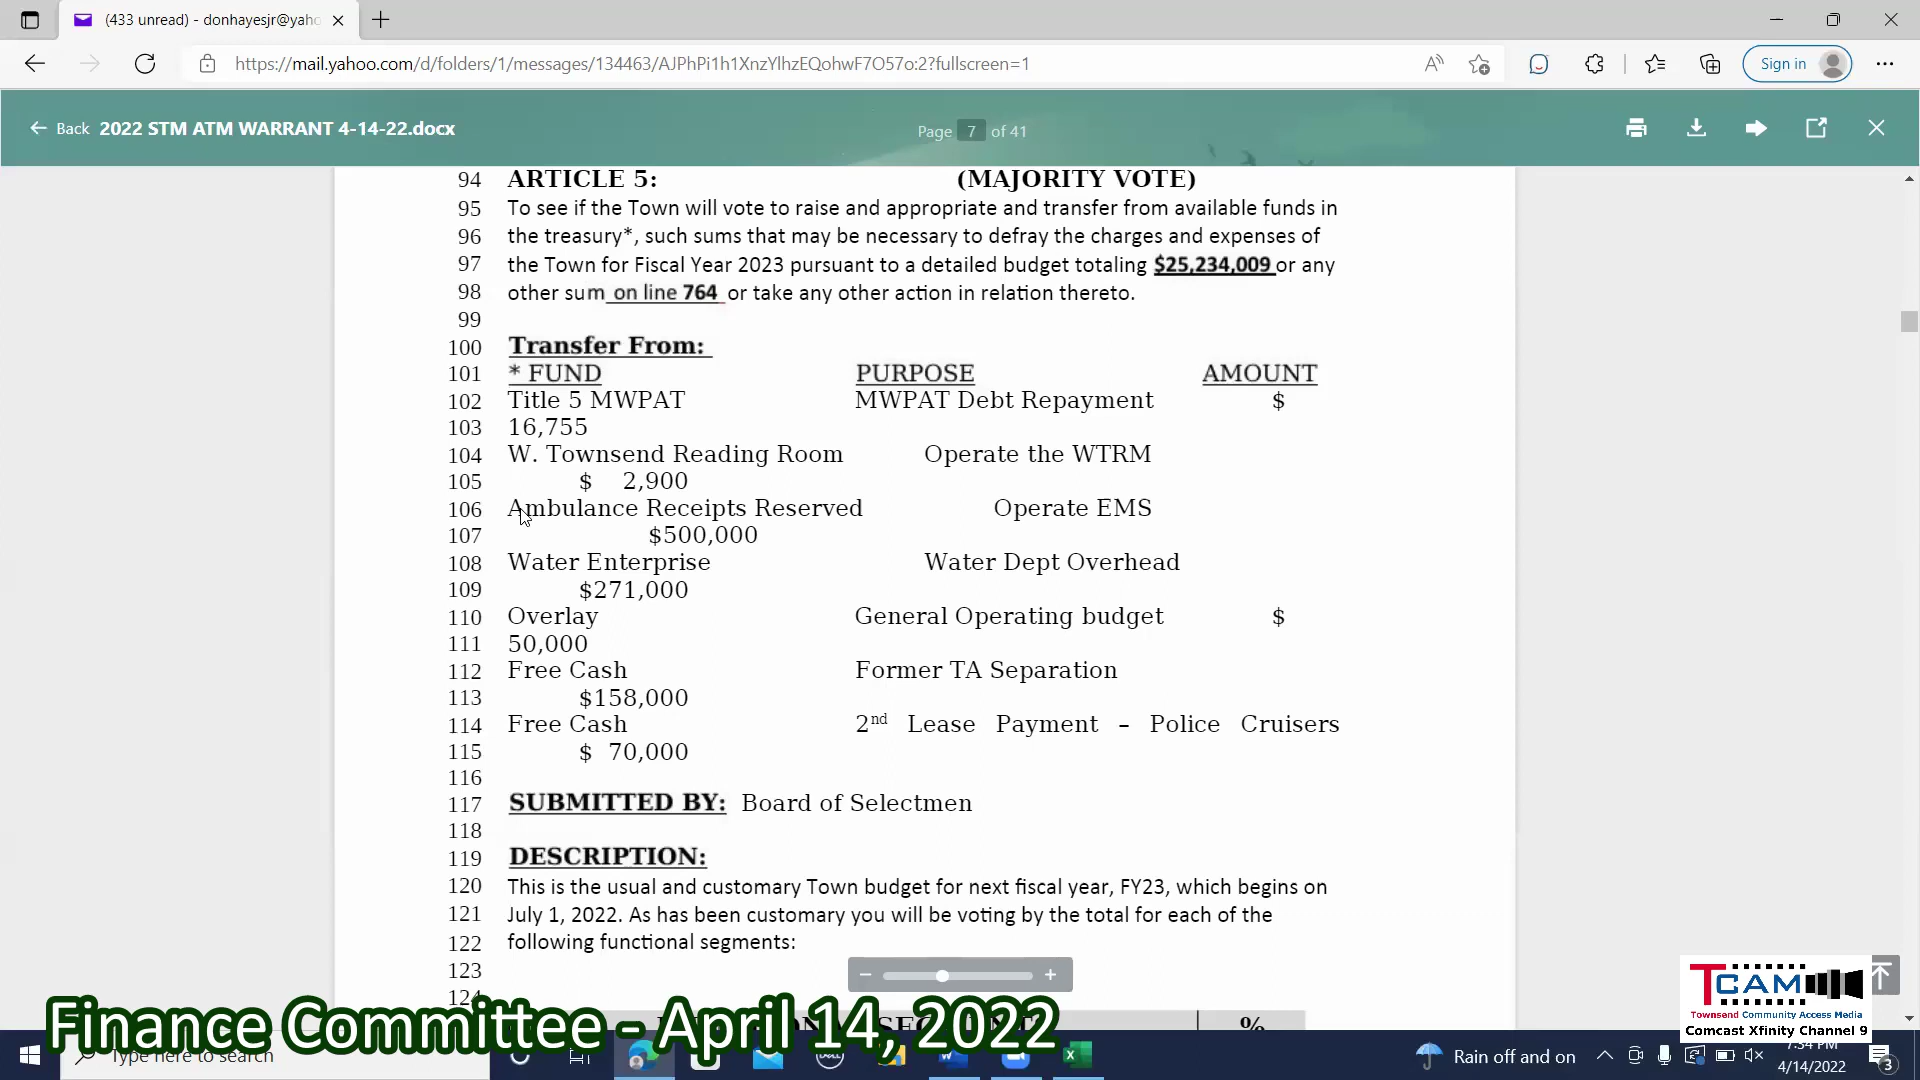 (433 unread) - donhayesjr@yaho
https://mail.yahoo.com/d/folders/1/messages/134463/AJPhPi1h1XnzYlhzEQohwF7O57o:2?fullscreen=1
Sign in
Back 2022 STM ATM WARRANT 4-14-22.docx
Page 7 of 41
94 ARTICLE 5: (MAJORITY VOTE)
95 To see if the Town will vote to raise and appropriate and transfer from available funds in
96 the treasury*, such sums that may be necessary to defray the charges and expenses of
97 the Town for Fiscal Year 2023 pursuant to a detailed budget totaling $25,234,009 or any
98 other sum on line 764 or take any other action in relation thereto.
99
100 Transfer From:
101 * FUND PURPOSE AMOUNT
102 Title 5 MWPAT MWPAT Debt Repayment $
103 16,755
104 W. Townsend Reading Room Operate the WTRM
105 $ 2,900
106 Ambulance Receipts Reserved Operate EMS
107 $500,000
108 Water Enterprise Water Dept Overhead
109 $271,000
110 Overlay General Operating budget $
111 50,000
112 Free Cash Former TA Separation
113 $158,000
114 Free Cash 2nd Lease Payment – Police Cruisers
115 $ 70,000
116
117 SUBMITTED BY: Board of Selectmen
118
119 DESCRIPTION:
120 This is the usual and customary Town budget for next fiscal year, FY23, which begins on
121 July 1, 2022. As has been customary you will be voting by the total for each of the
122 following functional segments:
123
124
%
Finance Committee - April 14, 2022
TCAM
Townsend Community Access Media
Comcast Xfinity Channel 9
Type here to search
DELL
Rain off and on
7:34 PM
4/14/2022
3